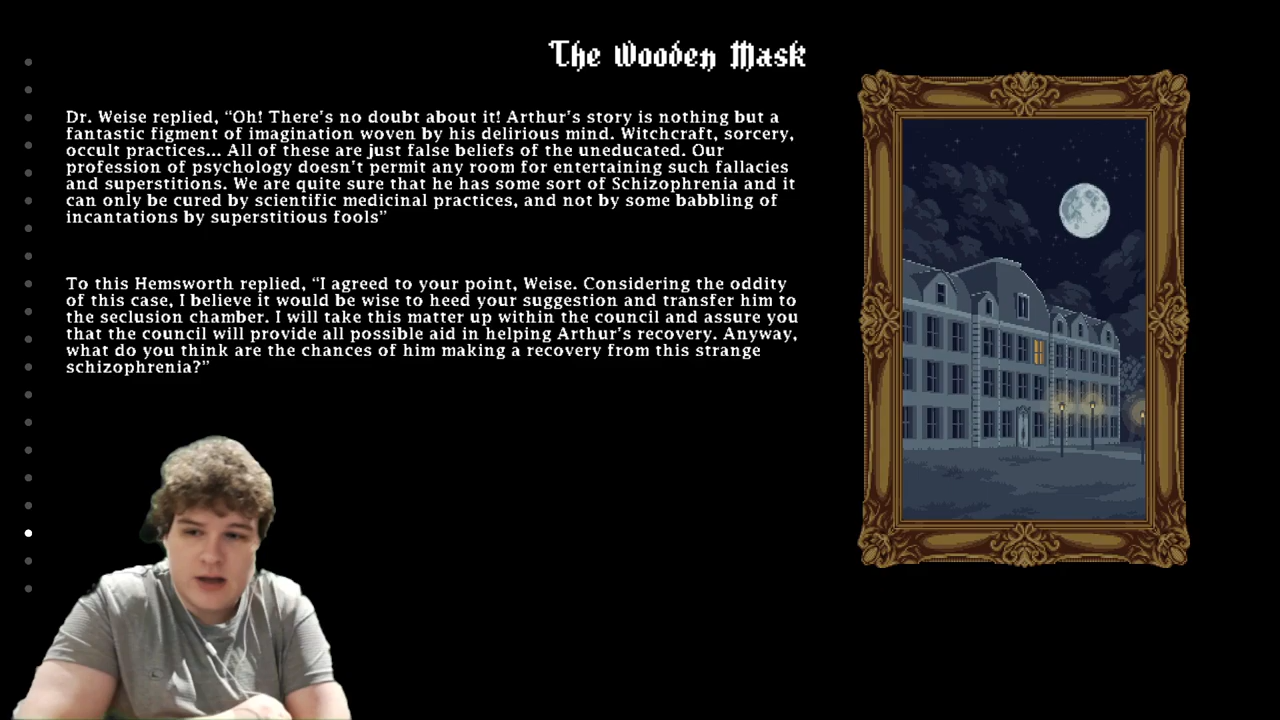 The Wooden Mask
Dr. Weise replied, “Oh! There's no doubt about it! Arthur's story is nothing but a
fantastic figment of imagination woven by his delirious mind. Witchcraft, sorcery,
occult practices... All of these are just false beliefs of the uneducated. Our
profession of psychology doesn't permit any room for entertaining such fallacies
and superstitions. We are quite sure that he has some sort of Schizophrenia and it
can only be cured by scientific medicinal practices, and not by some babbling of
incantations by superstitious fools”
To this Hemsworth replied, “I agreed to your point, Weise. Considering the oddity
of this case, I believe it would be wise to heed your suggestion and transfer him to
the seclusion chamber. I will take this matter up within the council and assure you
that the council will provide all possible aid in helping Arthur's recovery. Anyway,
what do you think are the chances of him making a recovery from this strange
schizophrenia?”